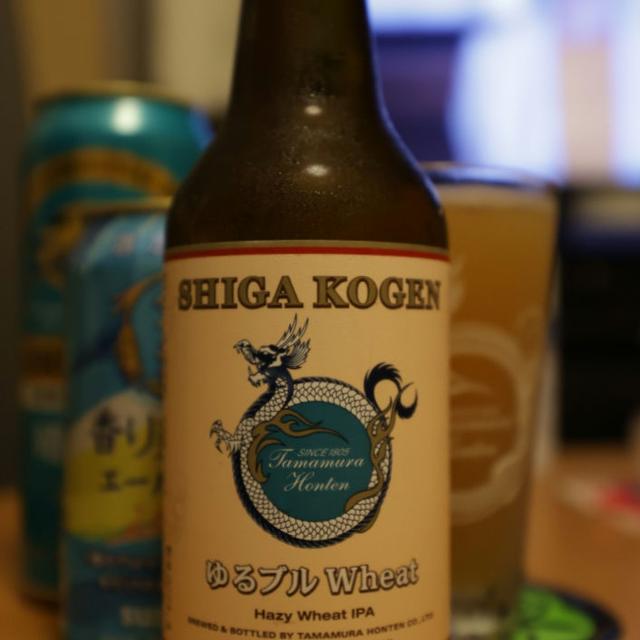 SHIGA KOGEN
SINCE 1805
Tamamura
Honten
ゆるブル Wheat
Hazy Wheat IPA
BREWED & BOTTLED BY TAMAMURA HONTEN CO.,LTD.
香り
エー